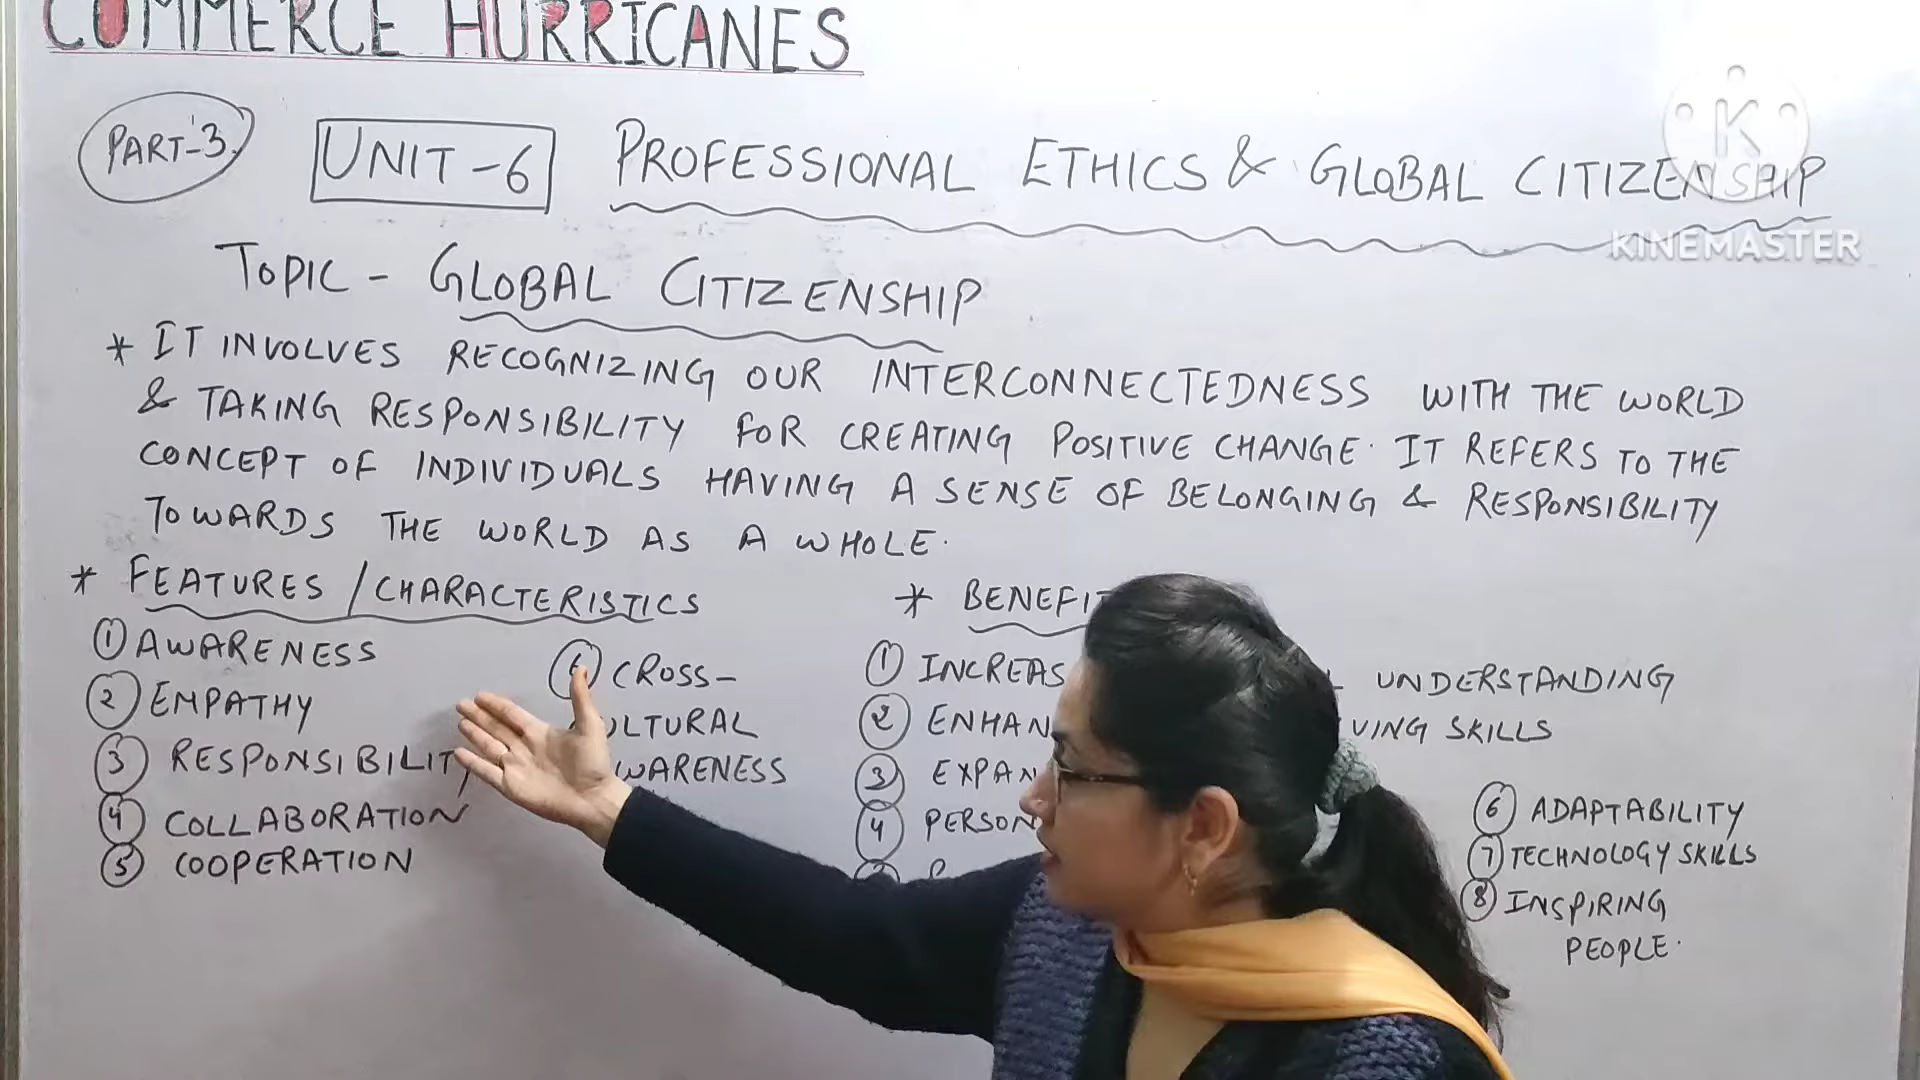 COMMERCE HURRICANES
PART-3. UNIT-6 PROFESSIONAL ETHICS & GLOBAL CITIZENSHIP
KINEMASTER
TOPIC - GLOBAL CITIZENSHIP
* IT INVOLVES RECOGNIZING OUR INTERCONNECTEDNESS WITH THE WORLD
& TAKING RESPONSIBILITY FOR CREATING POSITIVE CHANGE. IT REFERS TO THE
CONCEPT OF INDIVIDUALS HAVING A SENSE OF BELONGING & RESPONSIBILITY
TOWARDS THE WORLD AS A WHOLE.
* FEATURES / CHARACTERISTICS
① AWARENESS
② EMPATHY
③ RESPONSIBILITY
④ COLLABORATION
⑤ COOPERATION
⑥ CROSS-
ULTURAL
WARENESS
* BENEFIT
① INCREAS UNDERSTANDING
② ENHAN VING SKILLS
③ EXPAN
④ PERSON
⑥ ADAPTABILITY
⑦ TECHNOLOGY SKILLS
⑧ INSPIRING
PEOPLE.